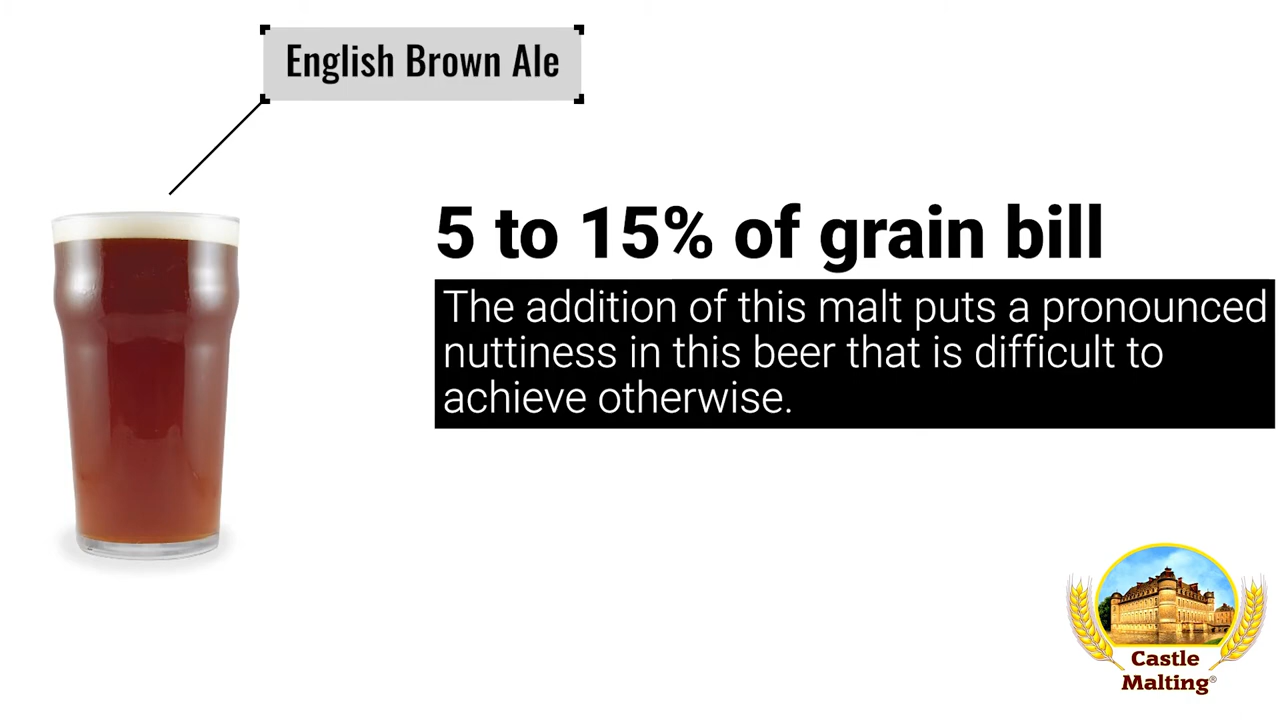 English Brown Ale
5 to 15% of grain bill
The addition of this malt puts a pronounced
nuttiness in this beer that is difficult to
achieve otherwise.
Castle
Malting®